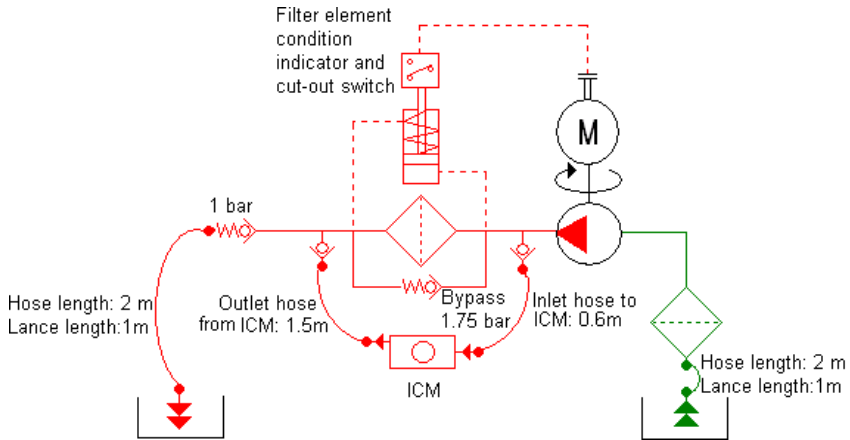 Filter element
condition
indicator and
cut-out switch
M
1 bar
Hose length: 2 m
Lance length:1m
Outlet hose
from ICM: 1.5m
Bypass
1.75 bar
Inlet hose to
ICM: 0.6m
ICM
Hose length: 2 m
Lance length:1m